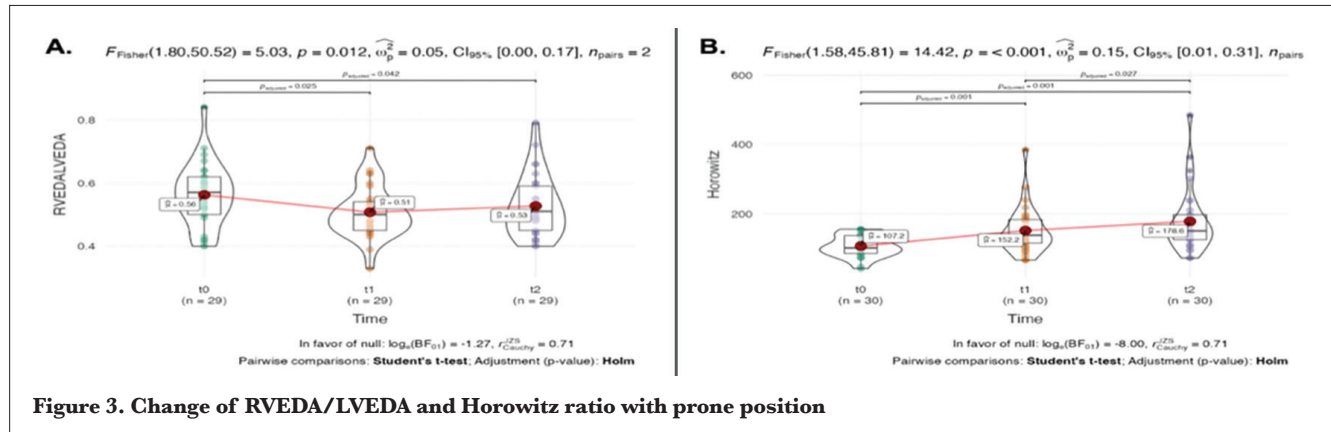 A.
F_Fisher(1.80,50.52) = 5.03, p = 0.012, ω̂²_p = 0.05, CI95% [0.00, 0.17], n_pairs = 2
p_adjusted = 0.042
p_adjusted = 0.025
RVEDALVEDA
0.8
0.6
0.4
μ̂ = 0.56
μ̂ = 0.51
μ̂ = 0.53
t0 t1 t2
(n = 29) (n = 29) (n = 29)
Time
In favor of null: log_e(BF01) = -1.27, r^JZS_Cauchy = 0.71
Pairwise comparisons: Student's t-test; Adjustment (p-value): Holm
B.
F_Fisher(1.58,45.81) = 14.42, p = < 0.001, ω̂²_p = 0.15, CI95% [0.01, 0.31], n_pairs
p_adjusted = 0.027
p_adjusted = 0.001
p_adjusted = 0.001
Horowitz
600
400
200
μ̂ = 107.2
μ̂ = 152.2
μ̂ = 178.6
t0 t1 t2
(n = 30) (n = 30) (n = 30)
Time
In favor of null: log_e(BF01) = -8.00, r^JZS_Cauchy = 0.71
Pairwise comparisons: Student's t-test; Adjustment (p-value): Holm
Figure 3. Change of RVEDA/LVEDA and Horowitz ratio with prone position